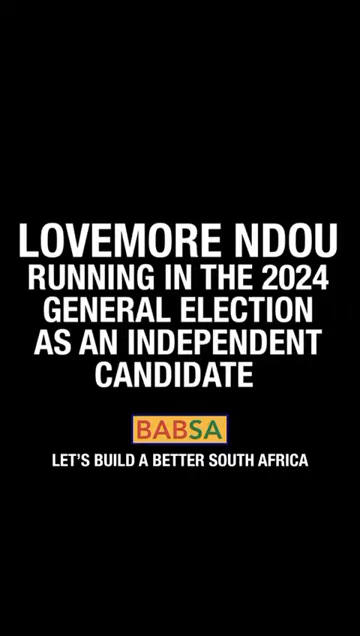 LOVEMORE NDOU
RUNNING IN THE 2024
GENERAL ELECTION
AS AN INDEPENDENT
CANDIDATE
BABSA
LET'S BUILD A BETTER SOUTH AFRICA